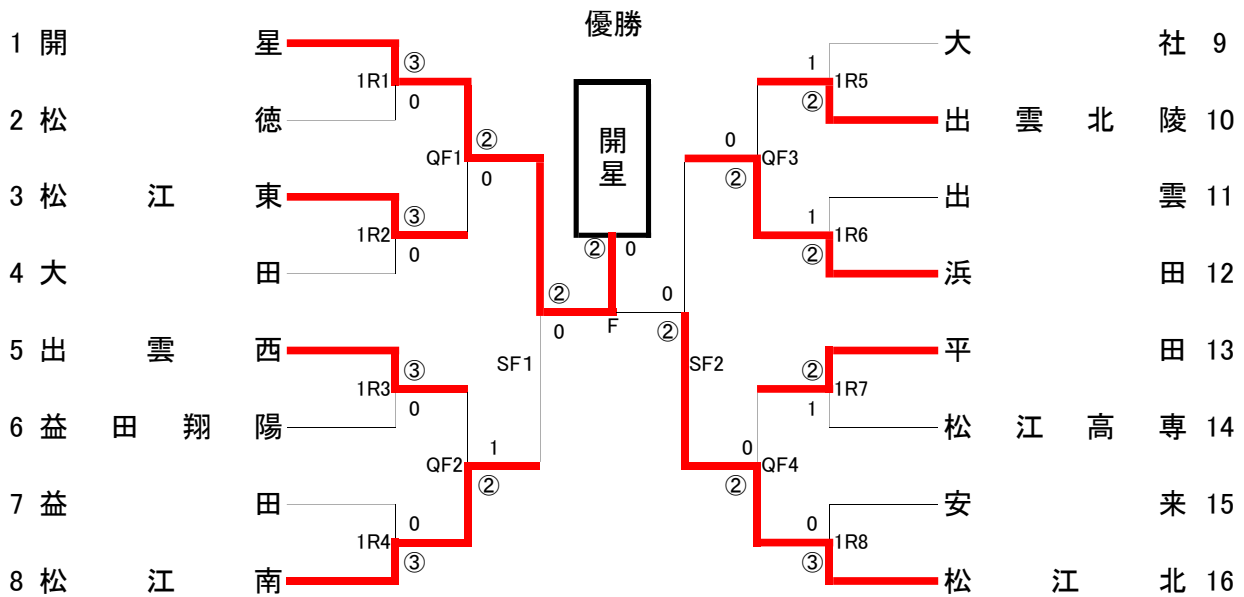 優勝
1 開星
③
1R1
0
2 松徳
②
QF1
0
3 松江東
③
1R2
0
4 大田
②
0
SF1
5 出雲西
③
1R3
0
6 益田翔陽
1
QF2
②
7 益田
0
1R4
③
8 松江南
開星
② 0
F
大社 9
1
1R5
②
出雲北陵 10
0
QF3
②
出雲 11
1
1R6
②
浜田 12
0
②
SF2
平田 13
②
1R7
1
松江高専 14
0
QF4
②
安来 15
0
1R8
③
松江北 16